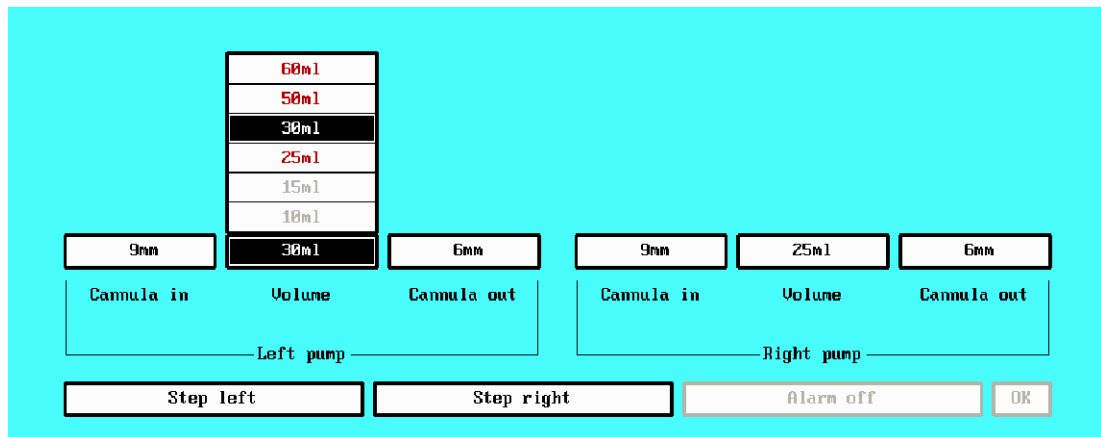 60ml
50ml
30ml
25ml
15ml
10ml
9mm 30ml 6mm 9mm 25ml 6mm
Cannula in Volume Cannula out Cannula in Volume Cannula out
Left pump Right pump
Step left Step right Alarm off OK